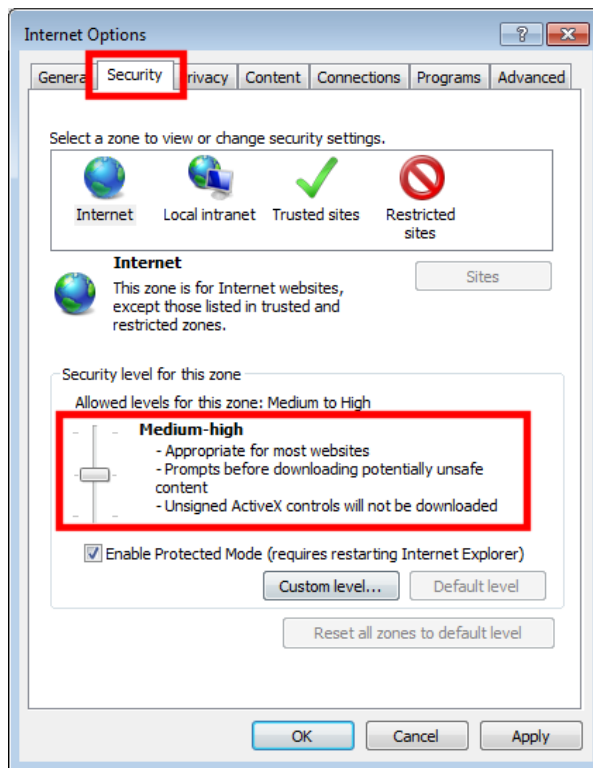 Internet Options
General Security Privacy Content Connections Programs Advanced
Select a zone to view or change security settings.
Internet Local intranet Trusted sites Restricted
sites
Internet
This zone is for Internet websites,
except those listed in trusted and
restricted zones.
Sites
Security level for this zone
Allowed levels for this zone: Medium to High
Medium-high
- Appropriate for most websites
- Prompts before downloading potentially unsafe
content
- Unsigned ActiveX controls will not be downloaded
Enable Protected Mode (requires restarting Internet Explorer)
Custom level... Default level
Reset all zones to default level
OK Cancel Apply